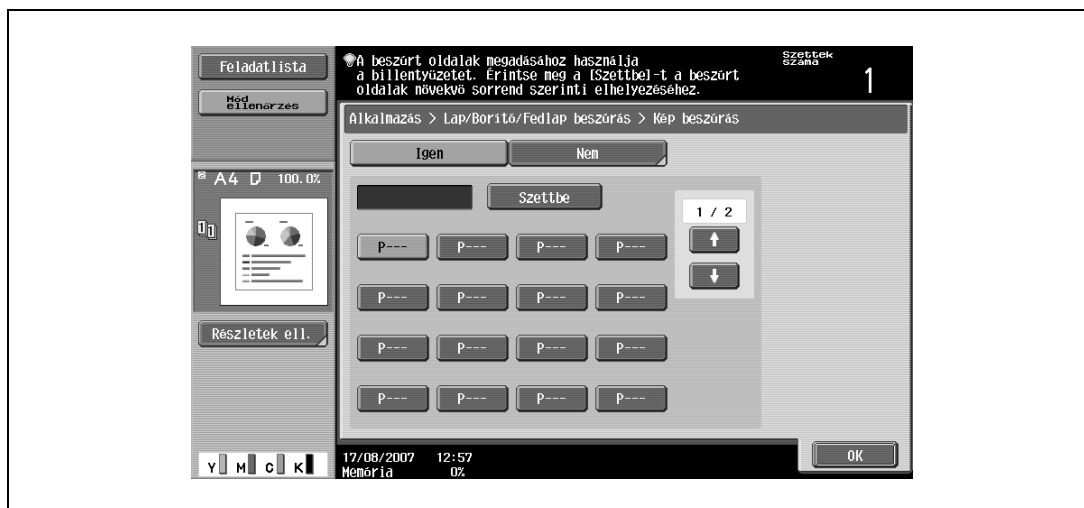 Feladatlista
Mód
ellenőrzés
A beszúrt oldalak megadásához használja
a billentyűzetet. Érintse meg a [Szettbe]-t a beszúrt
oldalak növekvő sorrend szerinti elhelyezéséhez.
Szettek
száma
1
Alkalmazás > Lap/Borító/Fedlap beszúrás > Kép beszúrás
Igen Nem
A4 100.0%
Szettbe
1 / 2
P--- P--- P--- P---
P--- P--- P--- P---
Részletek ell.
P--- P--- P--- P---
P--- P--- P--- P---
Y M C K
17/08/2007 12:57
Memória 0%
OK